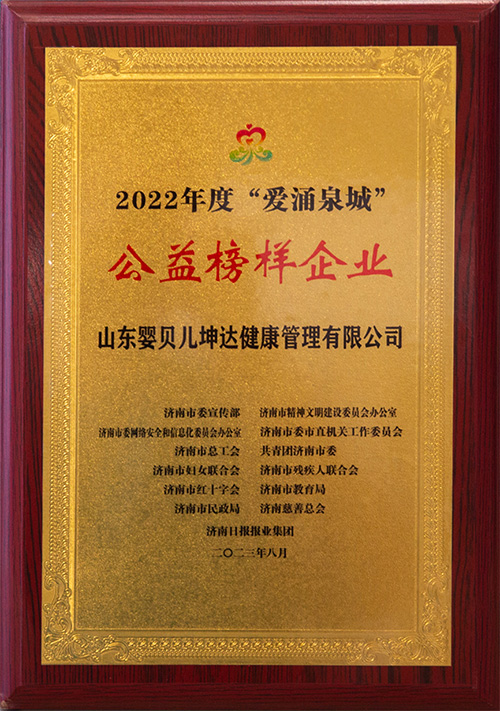 2022年度“爱涌泉城”
公益榜样企业
山东婴贝儿坤达健康管理有限公司
济南市委宣传部 济南市精神文明建设委员会办公室
济南市委网络安全和信息化委员会办公室 济南市委市直机关工作委员会
济南市总工会 共青团济南市委
济南市妇女联合会 济南市残疾人联合会
济南市红十字会 济南市教育局
济南市民政局 济南慈善总会
济南日报报业集团
二〇二三年八月